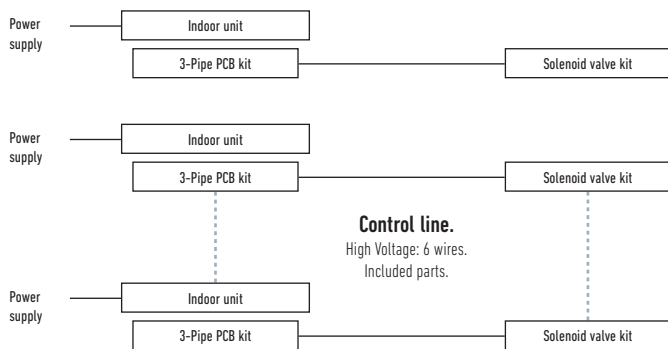 Power
supply
Indoor unit
3-Pipe PCB kit
Solenoid valve kit
Power
supply
Indoor unit
3-Pipe PCB kit
Solenoid valve kit
Control line.
High Voltage: 6 wires.
Included parts.
Power
supply
Indoor unit
3-Pipe PCB kit
Solenoid valve kit